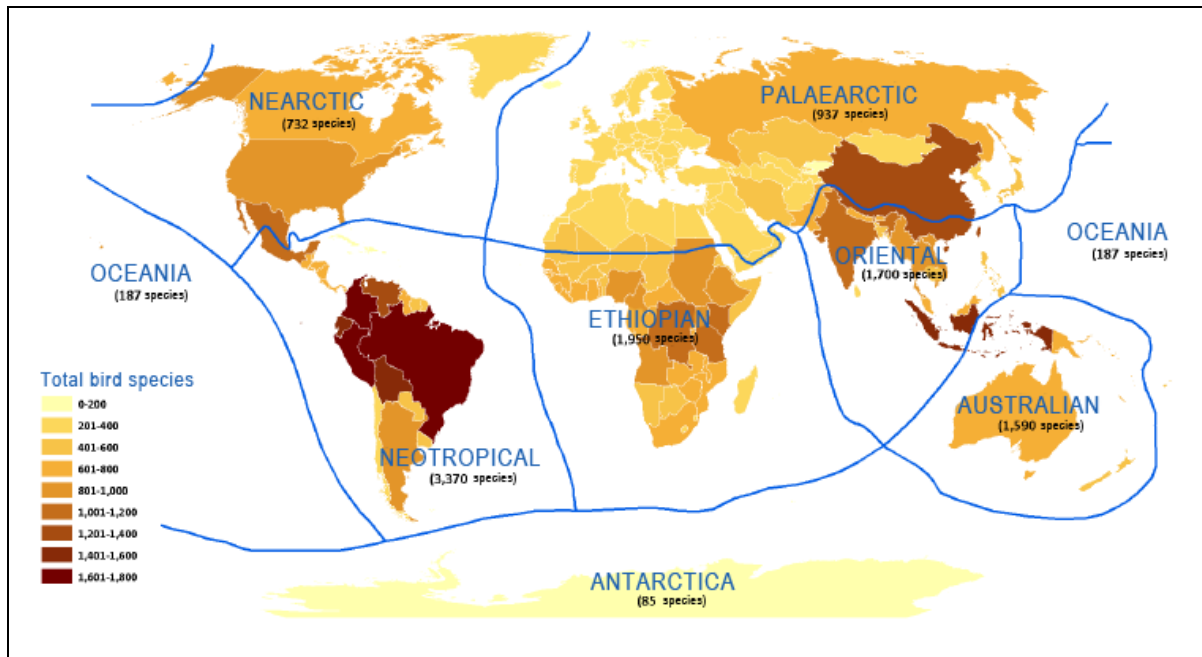 NEARCTIC
(732 species)
PALAEARCTIC
(937 species)
OCEANIA
(187 species)
ORIENTAL
(1,700 species)
OCEANIA
(187 species)
ETHIOPIAN
(1,950 species)
Total bird species
0-200
201-400
401-600
601-800
801-1,000
1,001-1,200
1,201-1,400
1,401-1,600
1,601-1,800
NEOTROPICAL
(3,370 species)
AUSTRALIAN
(1,590 species)
ANTARCTICA
(85 species)